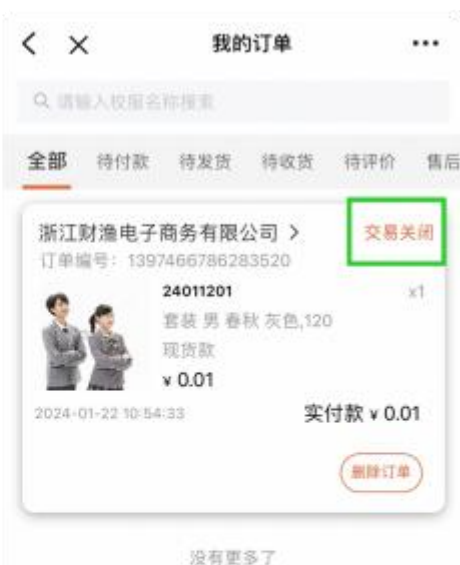 我的订单
请输入校服名称搜索
全部 待付款 待发货 待收货 待评价 售后
浙江财渔电子商务有限公司 > 交易关闭
订单编号: 1397466786283520
24011201 x1
套装 男 春秋 灰色,120
现货款
¥ 0.01
2024-01-22 10:54:33 实付款 ¥ 0.01
删除订单
没有更多了